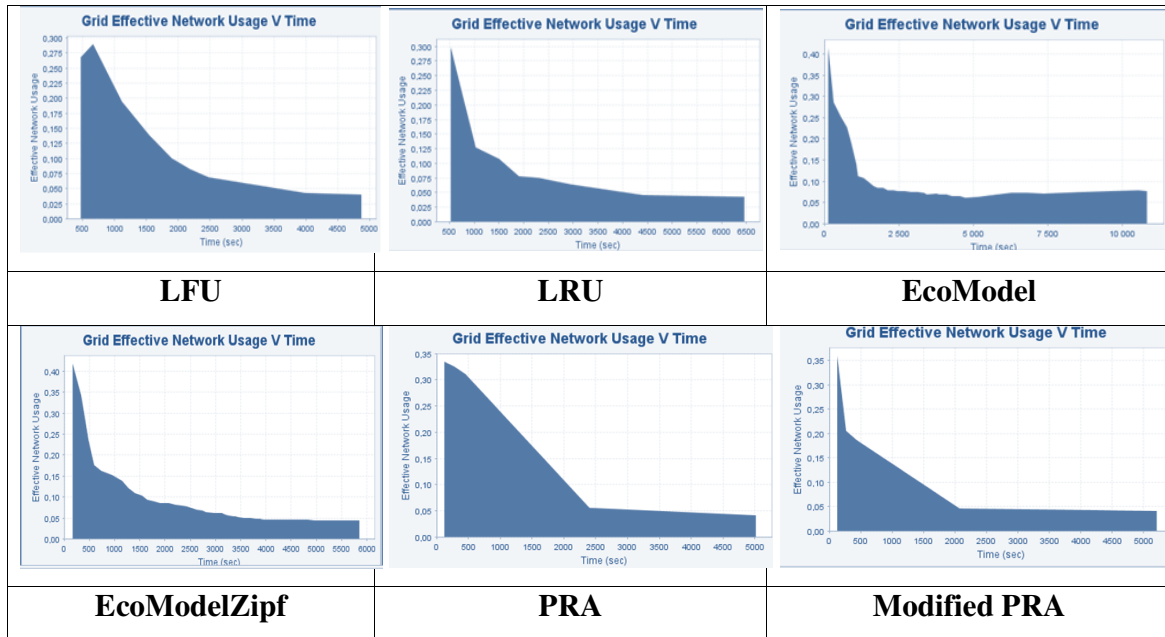 Grid Effective Network Usage V Time
Effective Network Usage
0,300
0,275
0,250
0,225
0,200
0,175
0,150
0,125
0,100
0,075
0,050
0,025
0,000
500 1000 1500 2000 2500 3000 3500 4000 4500 5000
Time (sec)
Grid Effective Network Usage V Time
Effective Network Usage
0,300
0,275
0,250
0,225
0,200
0,175
0,150
0,125
0,100
0,075
0,050
0,025
0,000
500 1000 1500 2000 2500 3000 3500 4000 4500 5000 5500 6000 6500
Time (sec)
Grid Effective Network Usage V Time
Effective Network Usage
0,40
0,35
0,30
0,25
0,20
0,15
0,10
0,05
0,00
0 2 500 5 000 7 500 10 000
Time (sec)
LFU LRU EcoModel
Grid Effective Network Usage V Time
Effective Network Usage
0,40
0,35
0,30
0,25
0,20
0,15
0,10
0,05
0,00
0 500 1000 1500 2000 2500 3000 3500 4000 4500 5000 5500 6000
Time (sec)
Grid Effective Network Usage V Time
Effective Network Usage
0,35
0,30
0,25
0,20
0,15
0,10
0,05
0,00
0 500 1000 1500 2000 2500 3000 3500 4000 4500 5000
Time (sec)
Grid Effective Network Usage V Time
Effective Network Usage
0,35
0,30
0,25
0,20
0,15
0,10
0,05
0,00
0 500 1000 1500 2000 2500 3000 3500 4000 4500 5000
Time (sec)
EcoModelZipf PRA Modified PRA